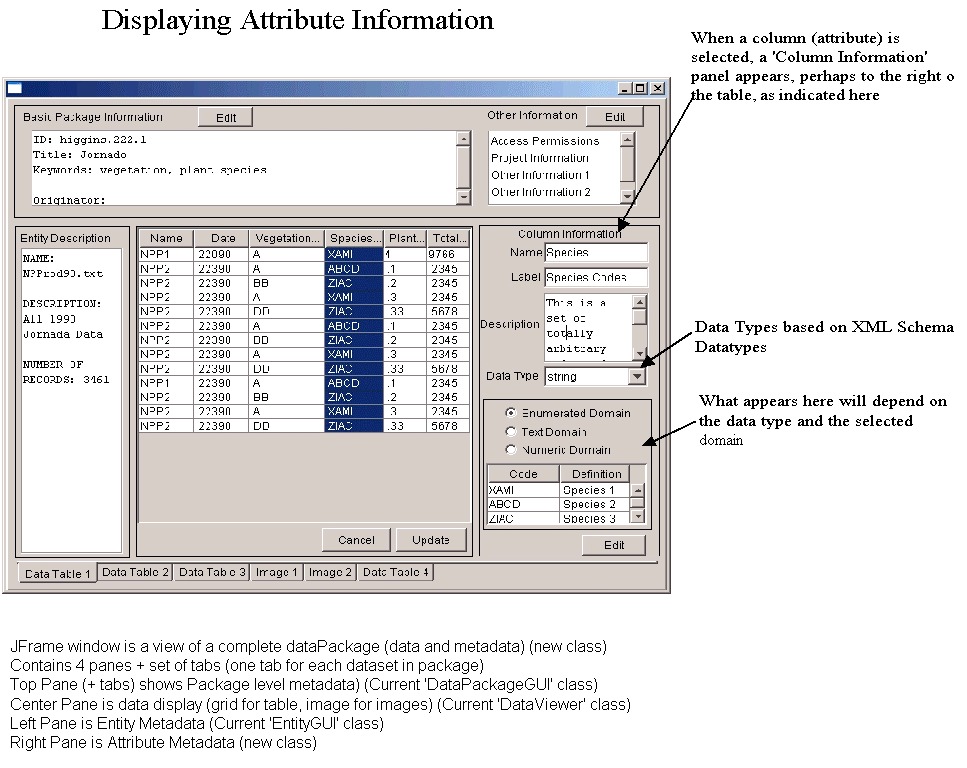 Displaying Attribute Information
When a column (attribute) is
selected, a 'Column Information'
panel appears, perhaps to the right o
the table, as indicated here
Basic Package Information
Edit
Other Information
Edit
ID: higgins.222.1
Title: Jornado
Keywords: vegetation, plant species
Originator:
Access Permissions
Project Information
Other Information 1
Other Information 2
Entity Description
NAME:
NPProd90.txt
DESCRIPTION:
All 1990
Jornada Data
NUMBER OF
RECORDS: 3461
Name Date Vegetation... Species... Plant... Total...
NPP1 22090 A XAMI 1 9766
NPP2 22390 A ABCD .1 2345
NPP2 22390 BB ZIAC .2 2345
NPP2 22390 A XAMI .3 2345
NPP2 22390 DD ZIAC .33 5678
NPP2 22390 A ABCD .1 2345
NPP2 22390 DD ZIAC .2 2345
NPP2 22390 A XAMI .3 2345
NPP2 22390 DD ZIAC .33 5678
NPP1 22390 A ABCD .1 2345
NPP2 22390 BB ZIAC .2 2345
NPP2 22390 A XAMI .3 2345
NPP2 22390 DD ZIAC .33 5678
Cancel
Update
Column Information
Name Species
Label Species Codes
Description
This is a
set of
totally
arbitrary
Data Type string
Data Types based on XML Schema
Datatypes
Enumerated Domain
Text Domain
Numeric Domain
What appears here will depend on
the data type and the selected
domain
Code Definition
XAMI Species 1
ABCD Species 2
ZIAC Species 3
Edit
Data Table 1 Data Table 2 Data Table 3 Image 1 Image 2 Data Table 4
JFrame window is a view of a complete dataPackage (data and metadata) (new class)
Contains 4 panes + set of tabs (one tab for each dataset in package)
Top Pane (+ tabs) shows Package level metadata) (Current 'DataPackageGUI' class)
Center Pane is data display (grid for table, image for images) (Current 'DataViewer' class)
Left Pane is Entity Metadata (Current 'EntityGUI' class)
Right Pane is Attribute Metadata (new class)